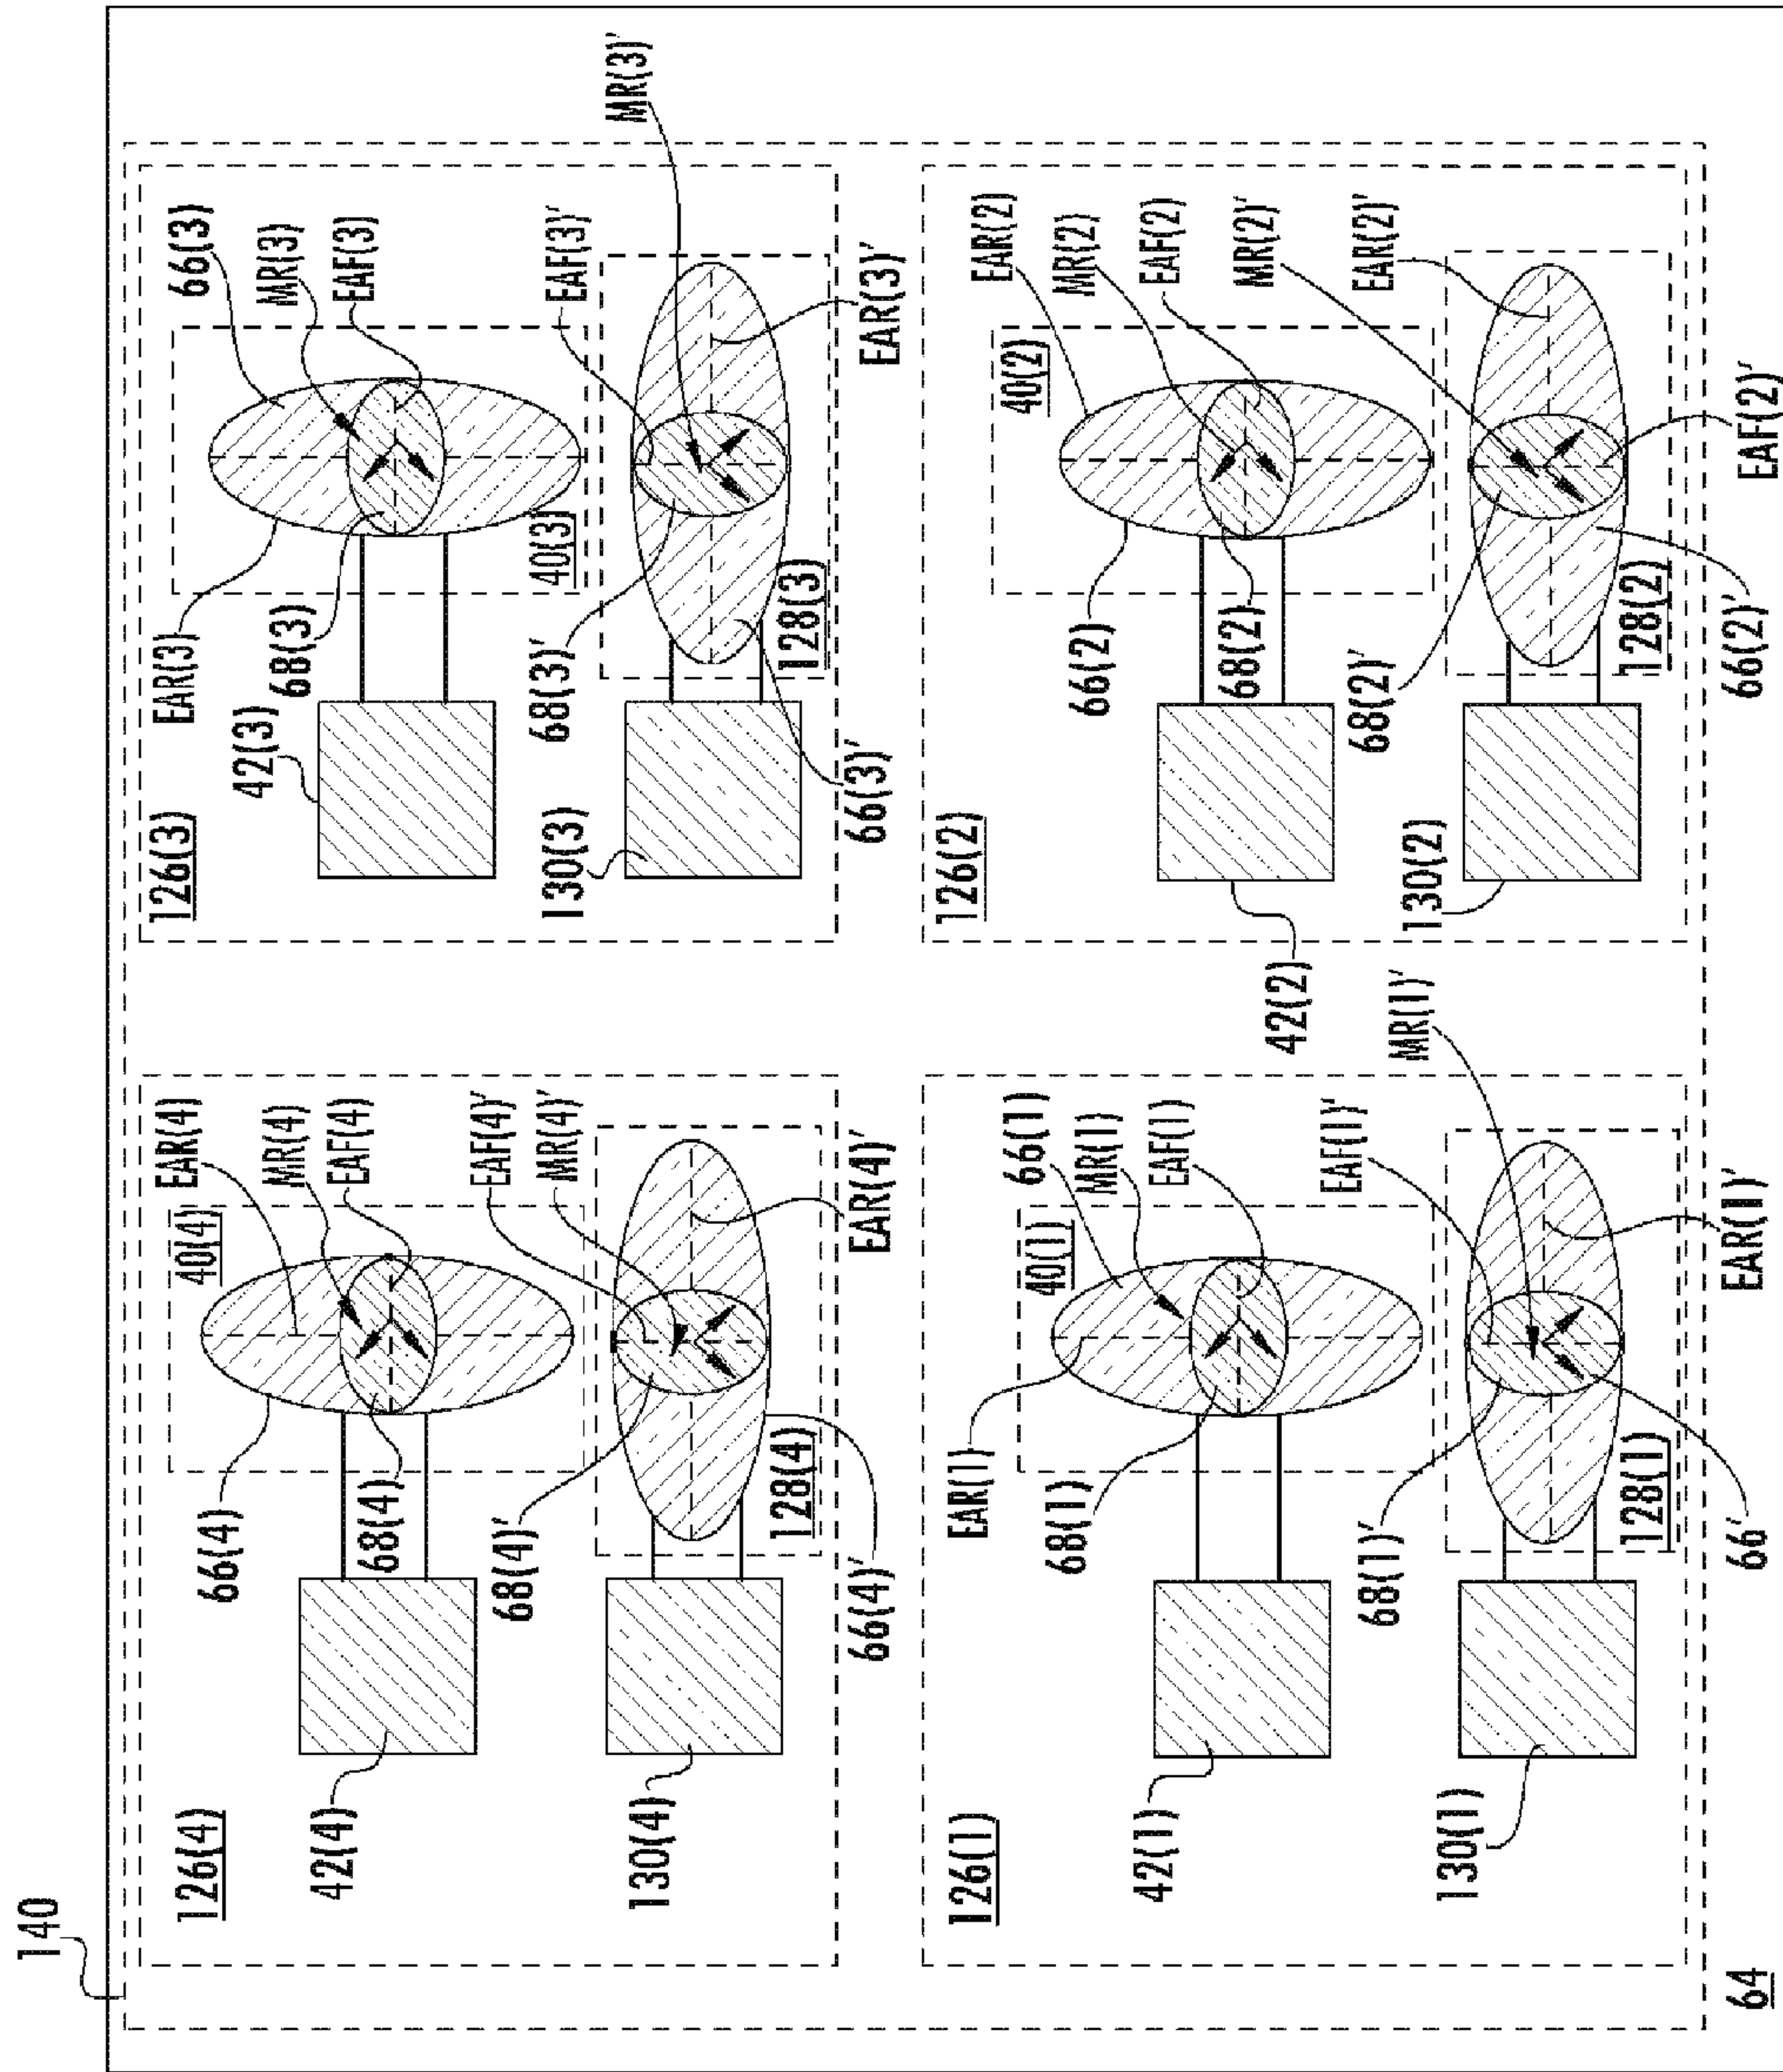 140
64
126(4)
42(4)
66(4)
68(4)
40(4)
EAR(4)
MR(4)
EAF(4)
EAF(4)'
MR(4)'
130(4)
68(4)'
66(4)'
128(4)
EAR(4)'
126(3)
42(3)
EAR(3)
68(3)
40(3)
66(3)
MR(3)
EAF(3)
EAF(3)'
MR(3)'
130(3)
68(3)'
66(3)'
128(3)
EAR(3)'
126(1)
42(1)
EAR(1)
68(1)
40(1)
66(1)
MR(1)
EAF(1)
EAF(1)'
MR(1)'
130(1)
68(1)'
128(1)
66'
EAR(1)'
126(2)
42(2)
66(2)
68(2)
40(2)
EAR(2)
MR(2)
EAF(2)
MR(2)'
EAR(2)'
130(2)
68(2)'
128(2)
66(2)'
EAF(2)'